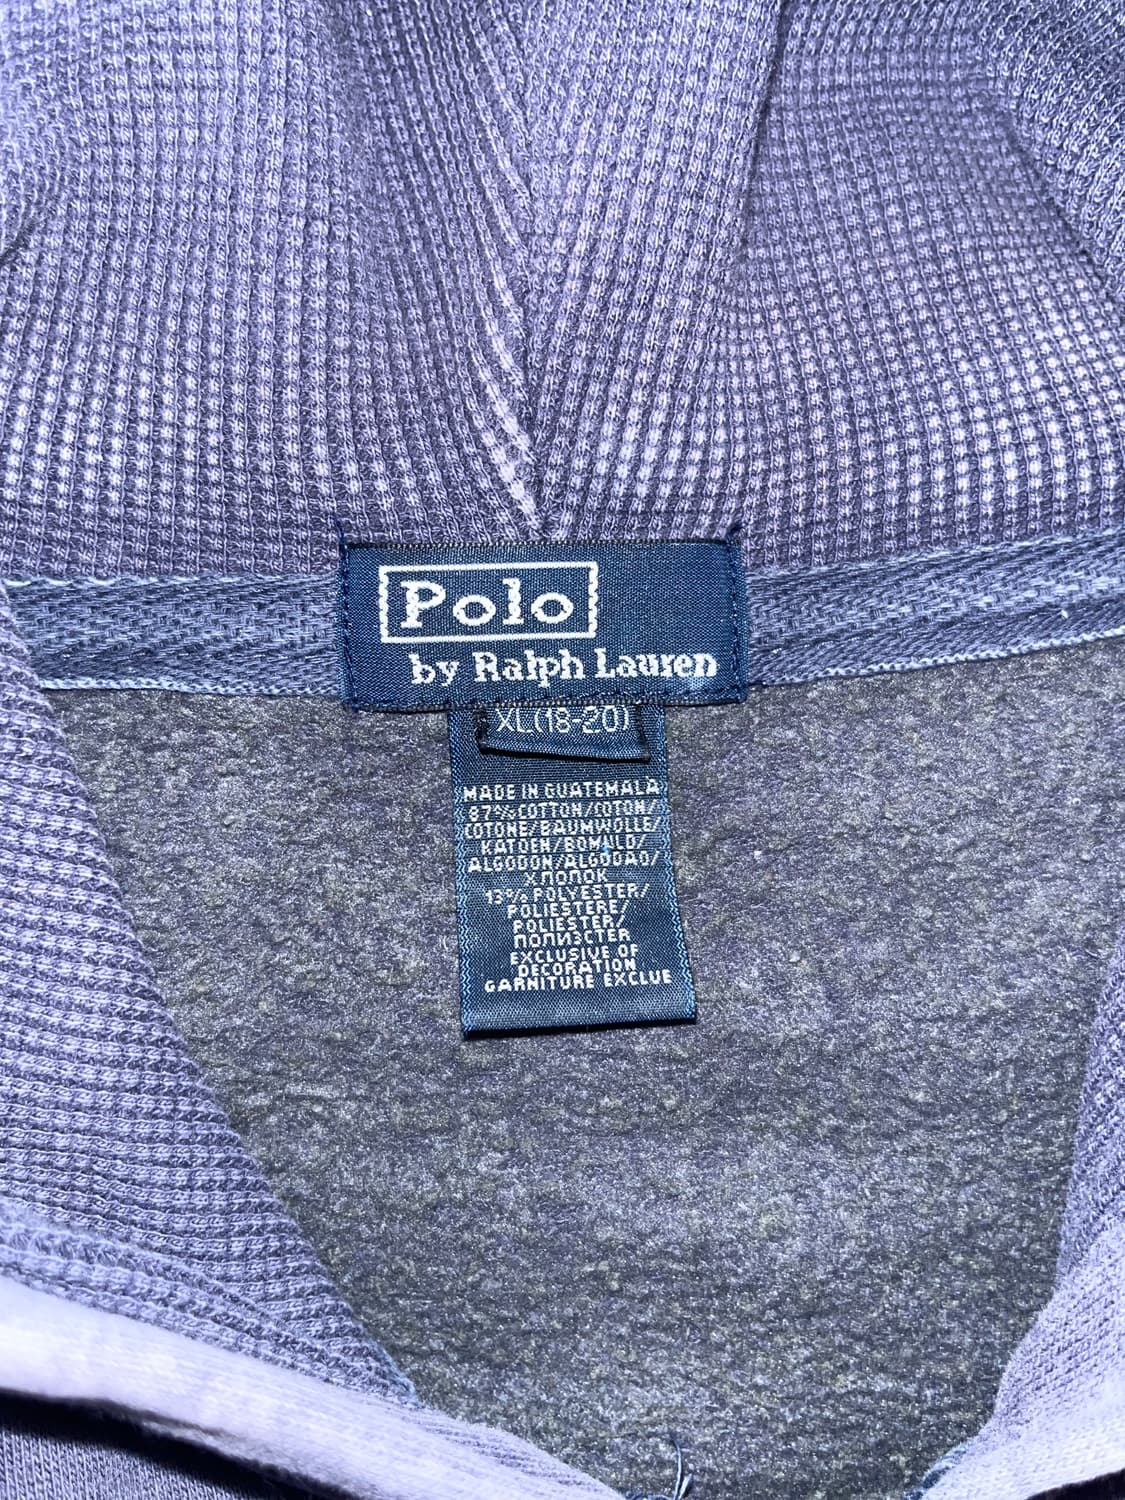 Polo
by Ralph Lauren
XL(18-20)
MADE IN GUATEMALA
87% COTTON/COTON/
COTONE/BAUMWOLLE/
KATOEN/BOMULD/
ALGODON/ALGODAO/
ХЛОПОК
13% POLYESTER/
POLIESTERE/
POLIESTER/
ПОЛИЭСТЕР
EXCLUSIVE OF
DECORATION
GARNITURE EXCLUE